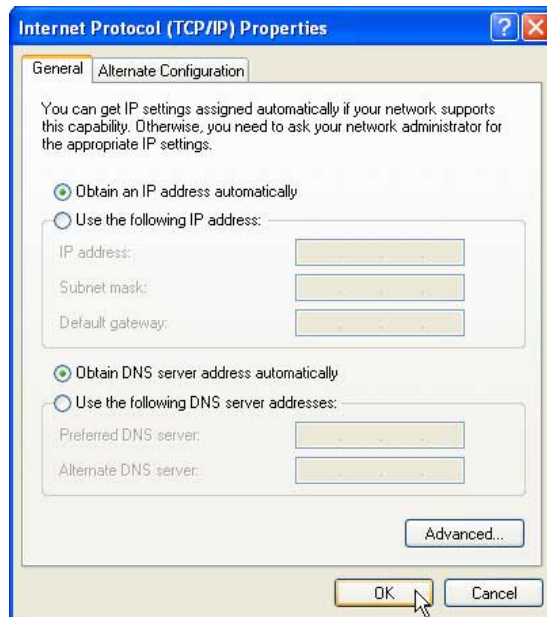 Internet Protocol (TCP/IP) Properties
General
Alternate Configuration
You can get IP settings assigned automatically if your network supports
this capability. Otherwise, you need to ask your network administrator for
the appropriate IP settings.
Obtain an IP address automatically
Use the following IP address:
IP address:
Subnet mask:
Default gateway:
Obtain DNS server address automatically
Use the following DNS server addresses:
Preferred DNS server:
Alternate DNS server:
Advanced...
OK
Cancel